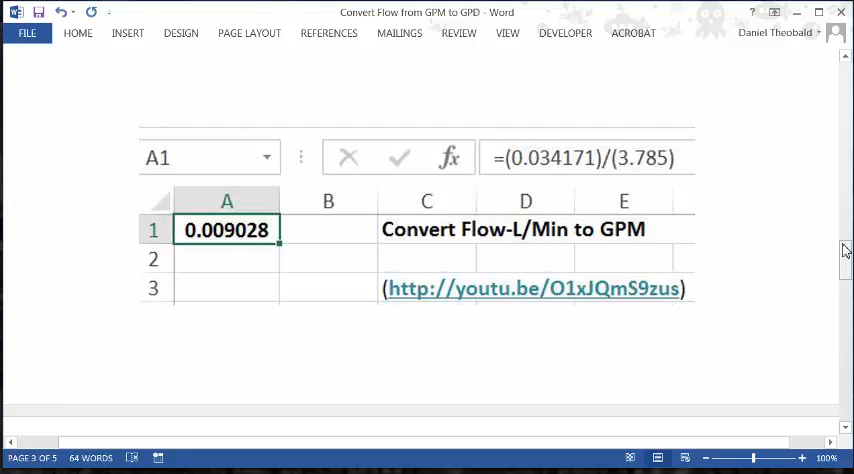 Convert Flow from GPM to GPD - Word
?
FILE HOME INSERT DESIGN PAGE LAYOUT REFERENCES MAILINGS REVIEW VIEW DEVELOPER ACROBAT Daniel Theobald
A1 fx =(0.034171)/(3.785)
A B C D E
1 0.009028 Convert Flow-L/Min to GPM
2
3 (http://youtu.be/O1xJQmS9zus)
PAGE 3 OF 5 64 WORDS 100%